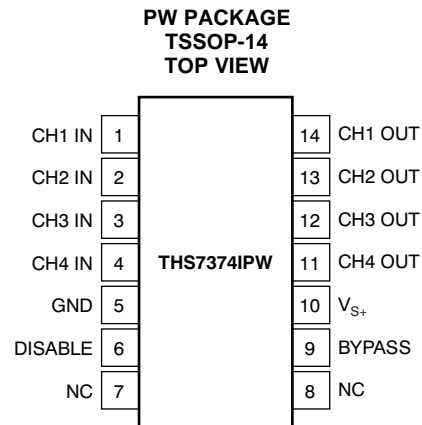 PW PACKAGE
TSSOP-14
TOP VIEW
CH1 IN 1 14 CH1 OUT
CH2 IN 2 13 CH2 OUT
CH3 IN 3 12 CH3 OUT
CH4 IN 4 THS7374IPW 11 CH4 OUT
GND 5 10 VS+
DISABLE 6 9 BYPASS
NC 7 8 NC